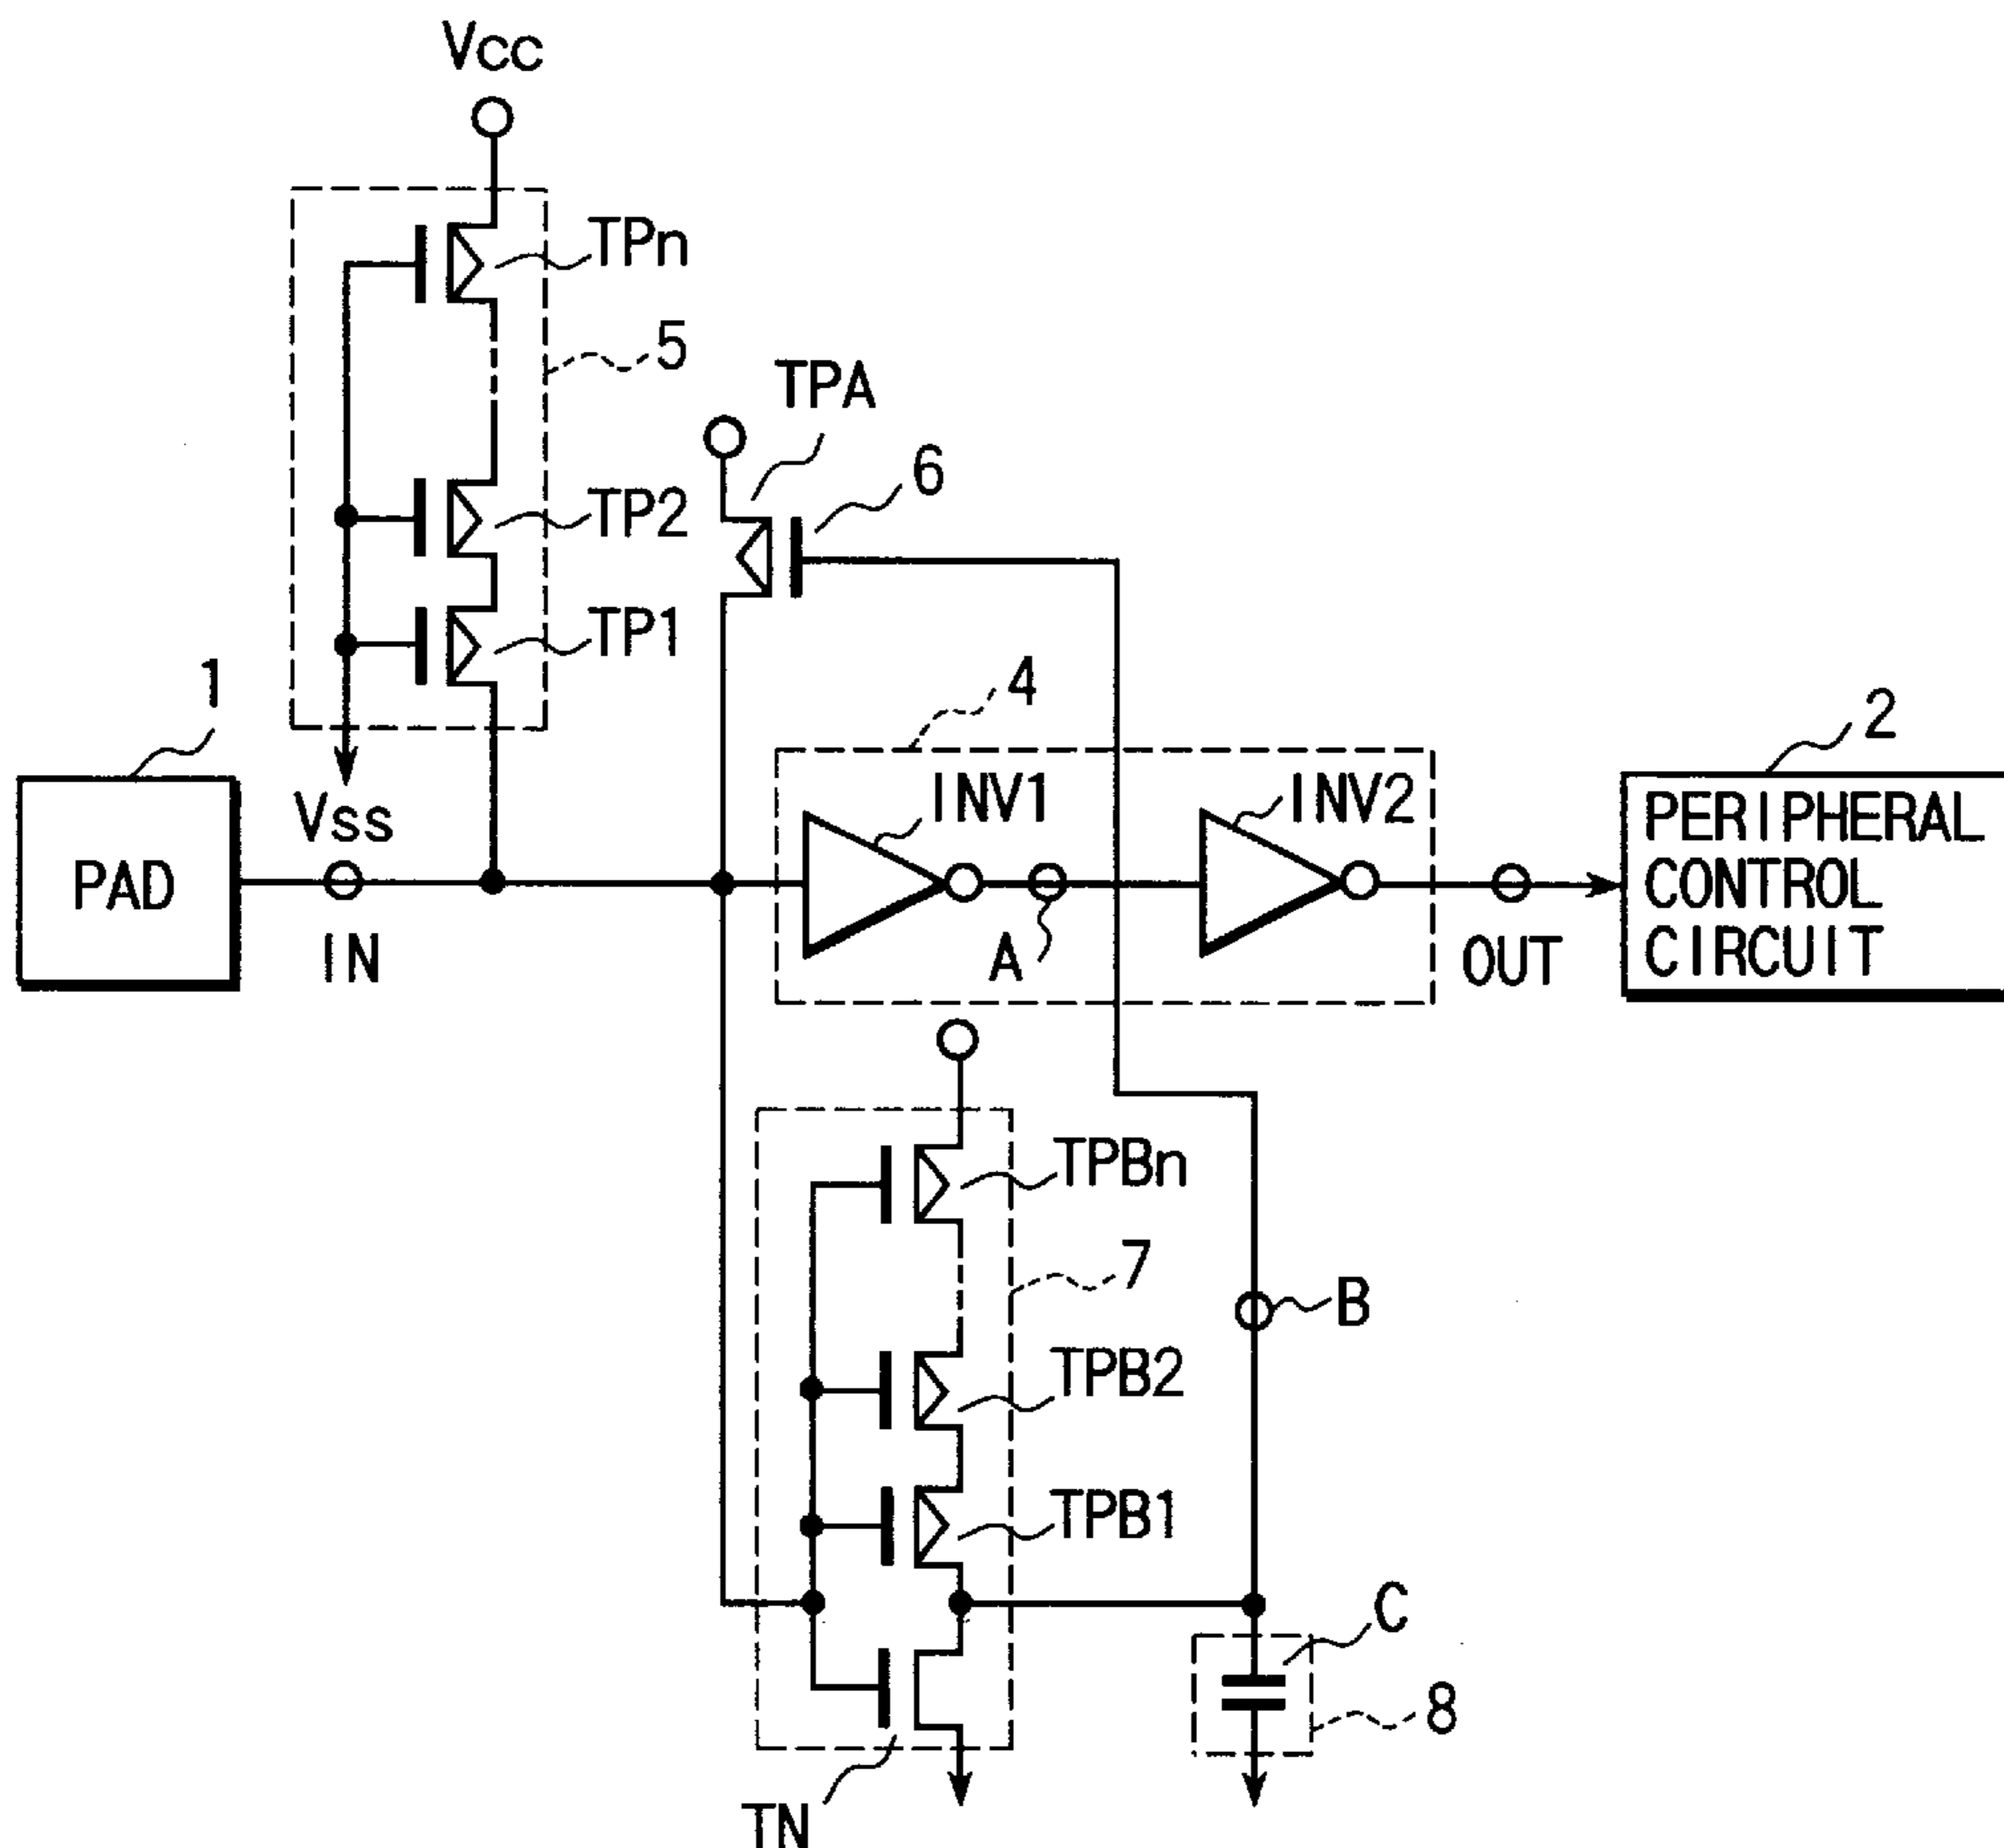 Vcc
TPn
5
TPA
6
TP2
TP1
1
4
2
Vss
INV1
INV2
PAD
PERIPHERAL
CONTROL
CIRCUIT
IN
A
OUT
TPBn
7
B
TPB2
TPB1
C
8
TN